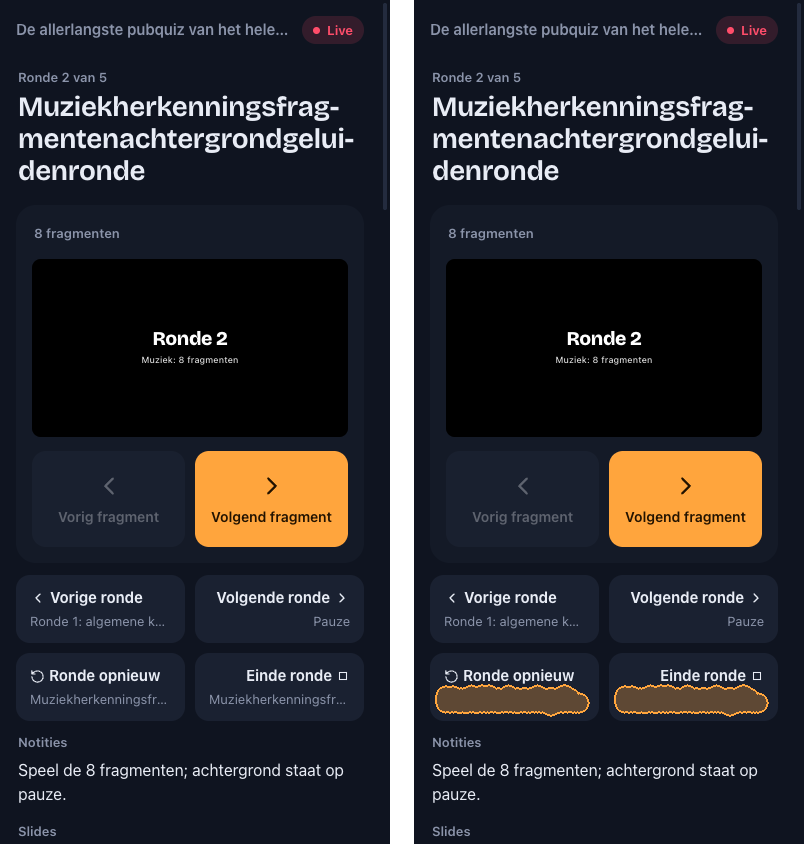 De allerlangste pubquiz van het hele...
Live
Ronde 2 van 5
Muziekherkenningsfrag-
mentenachtergrondgelui-
denronde
8 fragmenten
Ronde 2
Muziek: 8 fragmenten
Vorig fragment
Volgend fragment
Vorige ronde
Ronde 1: algemene k...
Volgende ronde
Pauze
Ronde opnieuw
Muziekherkenningsfr...
Einde ronde
Muziekherkenningsfr...
Notities
Speel de 8 fragmenten; achtergrond staat op
pauze.
Slides
De allerlangste pubquiz van het hele...
Live
Ronde 2 van 5
Muziekherkenningsfrag-
mentenachtergrondgelui-
denronde
8 fragmenten
Ronde 2
Muziek: 8 fragmenten
Vorig fragment
Volgend fragment
Vorige ronde
Ronde 1: algemene k...
Volgende ronde
Pauze
Ronde opnieuw
Einde ronde
Notities
Speel de 8 fragmenten; achtergrond staat op
pauze.
Slides